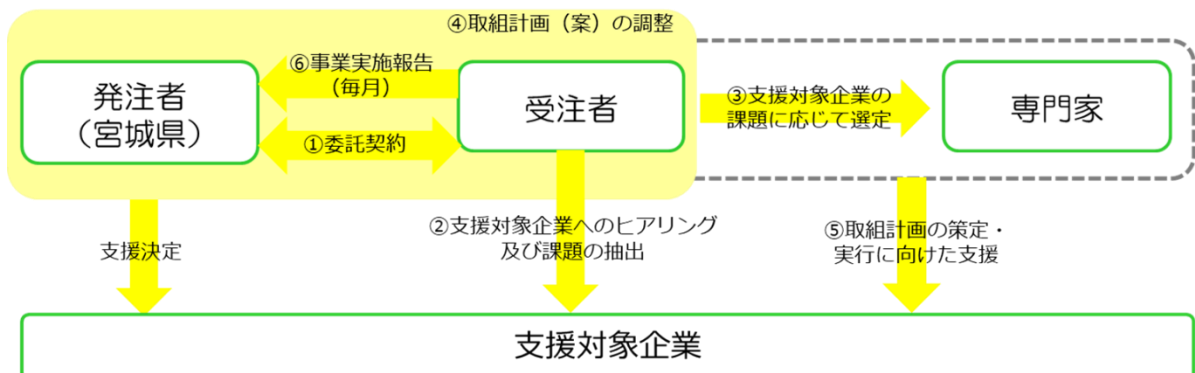 ④取組計画（案）の調整
⑥事業実施報告
（毎月）
発注者
（宮城県）
受注者
①委託契約
③支援対象企業の
課題に応じて選定
専門家
支援決定
②支援対象企業へのヒアリング
及び課題の抽出
⑤取組計画の策定・
実行に向けた支援
支援対象企業